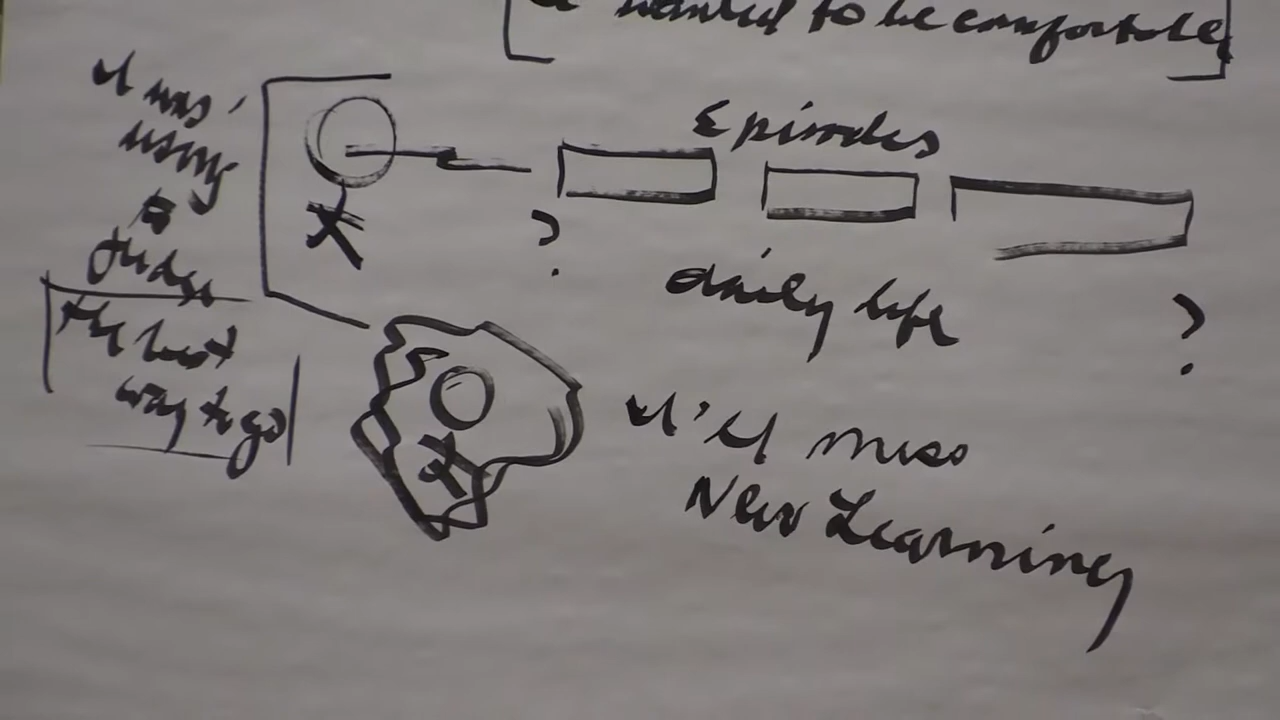 I wanted to be comfortable
I was
using
to
judge
the best
way to go
Episodes
?
daily life
?
I'll miss
New Learning